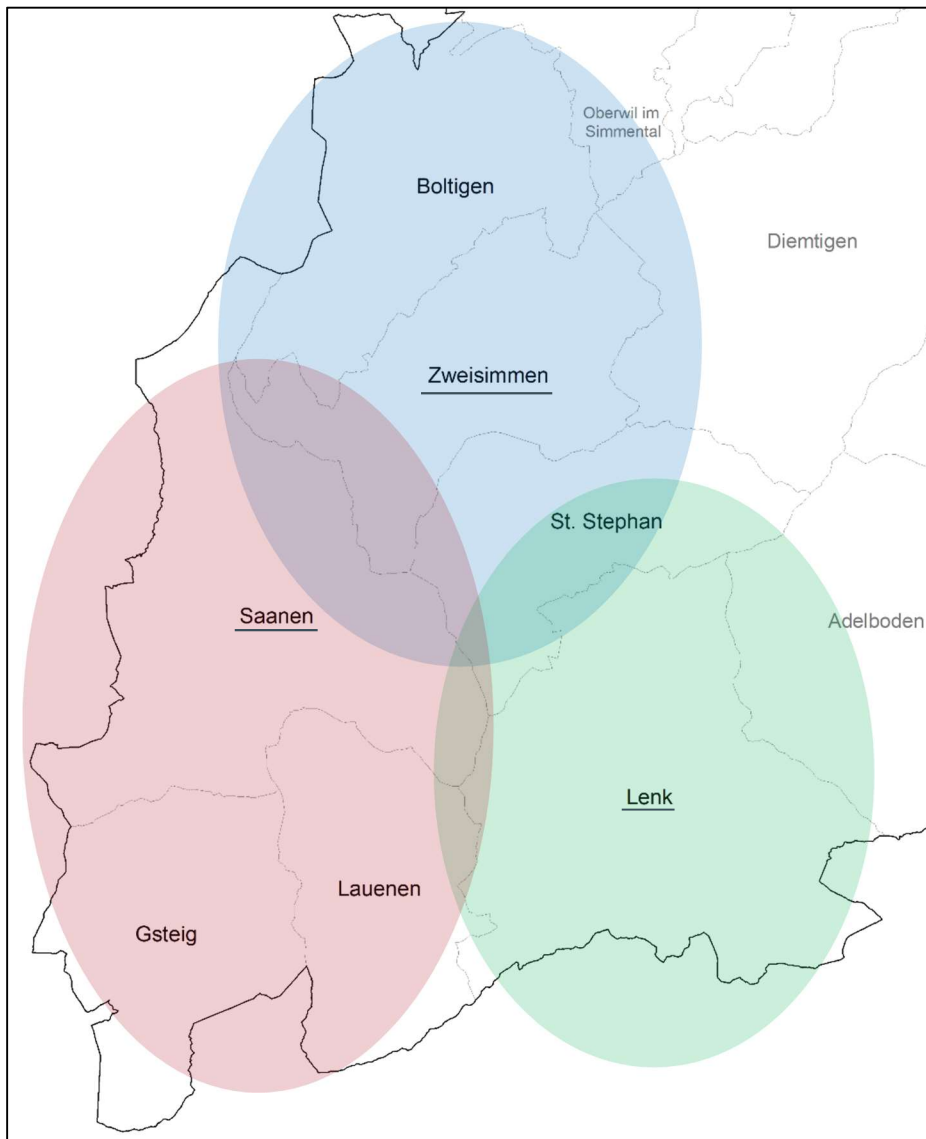 Oberwil im
Simmental
Boltigen
Diemtigen
Zweisimmen
St. Stephan
Saanen
Adelboden
Lenk
Lauenen
Gsteig